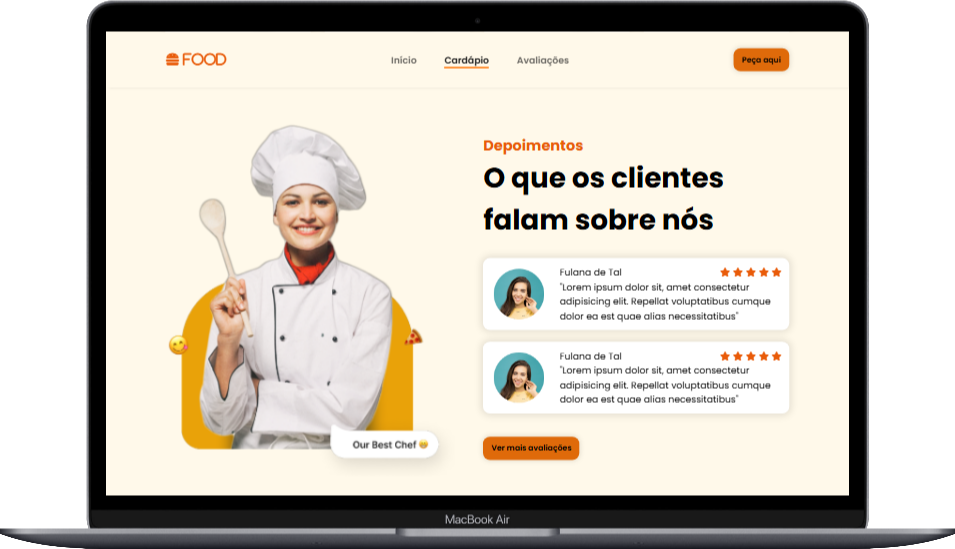 FOOD
Início
Cardápio
Avaliações
Peça aqui
Depoimentos
O que os clientes
falam sobre nós
Fulana de Tal
"Lorem ipsum dolor sit, amet consectetur
adipisicing elit. Repellat voluptatibus cumque
dolor ea est quae alias necessitatibus"
Fulana de Tal
"Lorem ipsum dolor sit, amet consectetur
adipisicing elit. Repellat voluptatibus cumque
dolor ea est quae alias necessitatibus"
Our Best Chef
Ver mais avaliações
MacBook Air